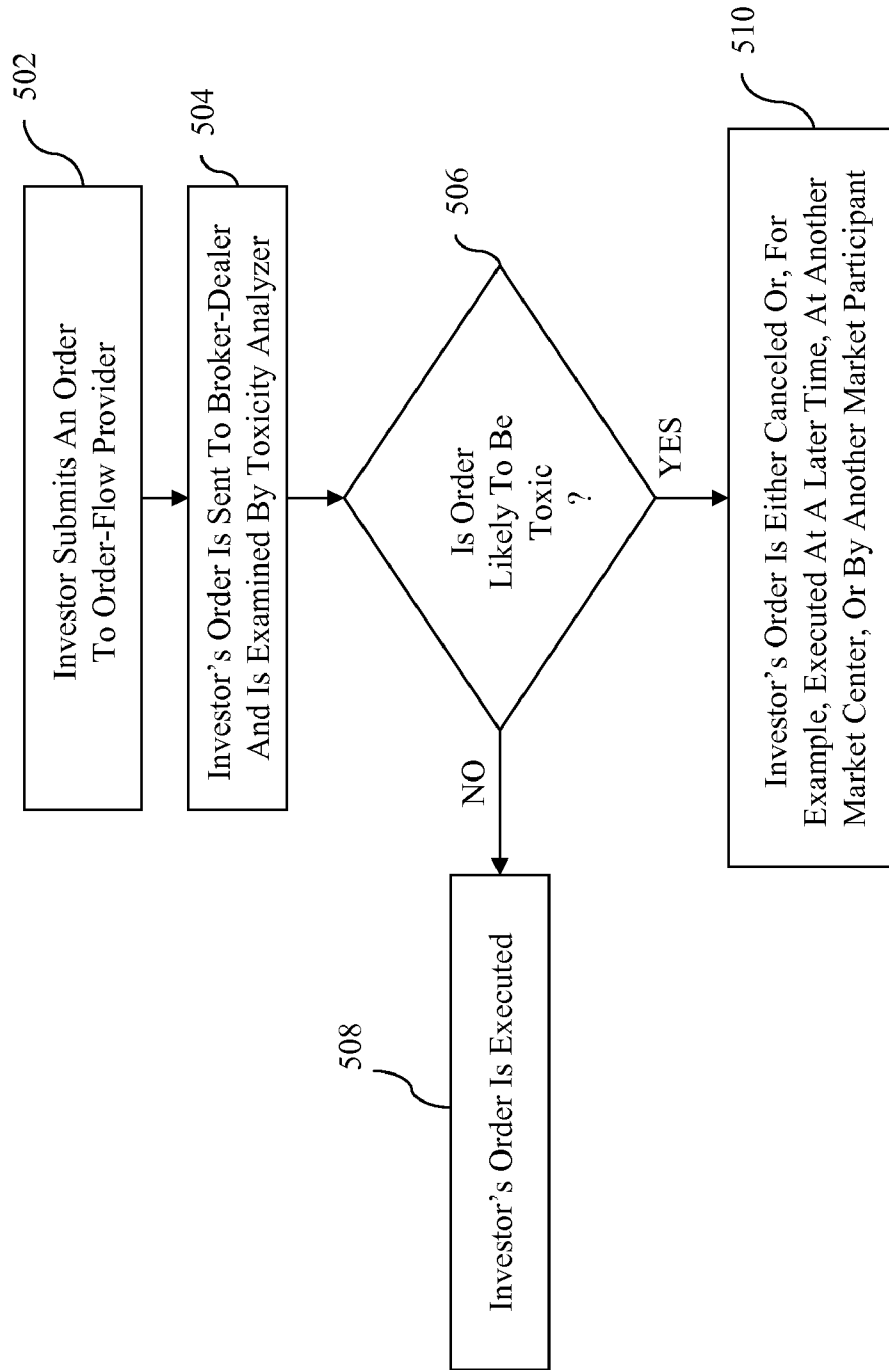 502
Investor Submits An Order
To Order-Flow Provider
504
Investor's Order Is Sent To Broker-Dealer
And Is Examined By Toxicity Analyzer
506
Is Order
Likely To Be
Toxic
?
NO
YES
508
Investor's Order Is Executed
510
Investor's Order Is Either Canceled Or, For
Example, Executed At A Later Time, At Another
Market Center, Or By Another Market Participant